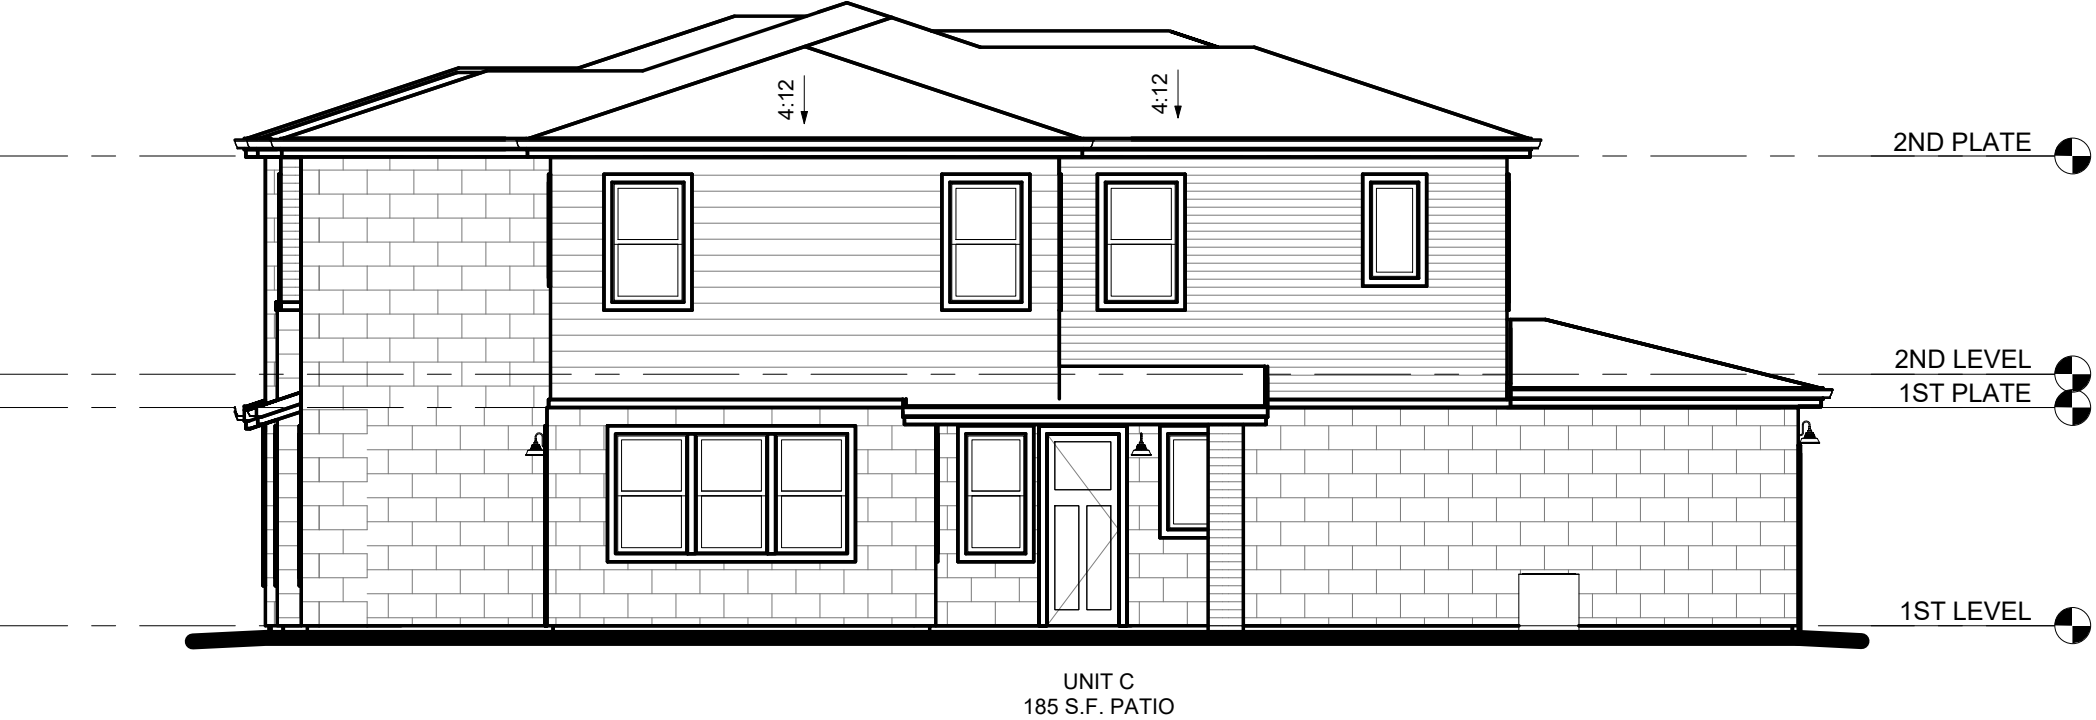 4:12
4:12
2ND PLATE
2ND LEVEL
1ST PLATE
1ST LEVEL
UNIT C
185 S.F. PATIO